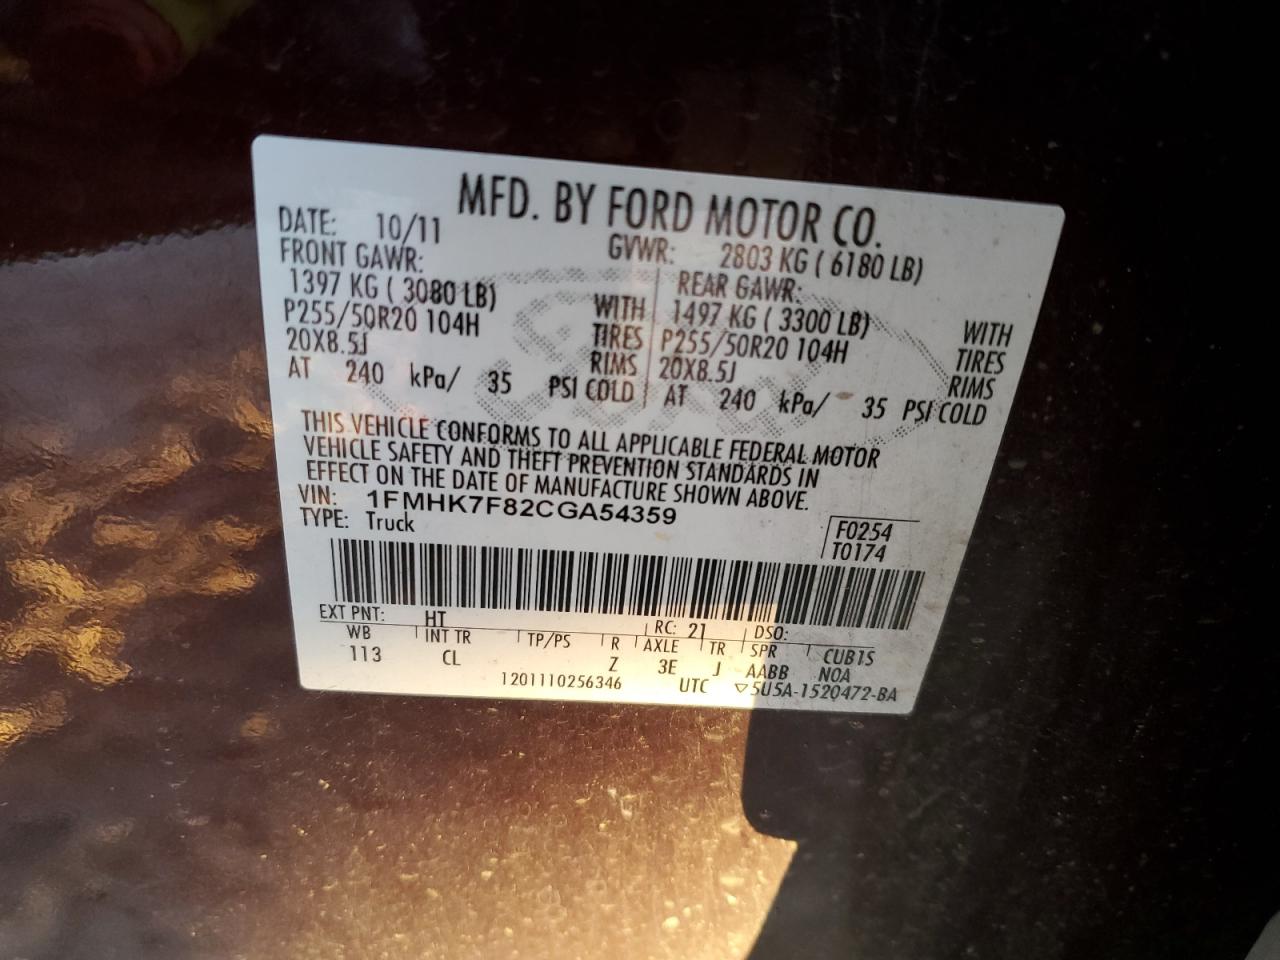 MFD. BY FORD MOTOR CO.
DATE: 10/11 GVWR: 2803 KG ( 6180 LB)
FRONT GAWR: REAR GAWR:
1397 KG ( 3080 LB) WITH 1497 KG ( 3300 LB) WITH
P255/50R20 104H TIRES P255/50R20 104H TIRES
20X8.5J RIMS 20X8.5J RIMS
AT 240 kPa/ 35 PSI COLD AT 240 kPa/ 35 PSI COLD
THIS VEHICLE CONFORMS TO ALL APPLICABLE FEDERAL MOTOR
VEHICLE SAFETY AND THEFT PREVENTION STANDARDS IN
EFFECT ON THE DATE OF MANUFACTURE SHOWN ABOVE.
VIN: 1FMHK7F82CGA54359
TYPE: Truck
F0254
T0174
EXT PNT: HT RC: 21 DSO:
WB INT TR TP/PS R AXLE TR SPR CUB1S
113 CL Z 3E J AABB NOA
1201110256346 UTC ▽5U5A-1520472-BA